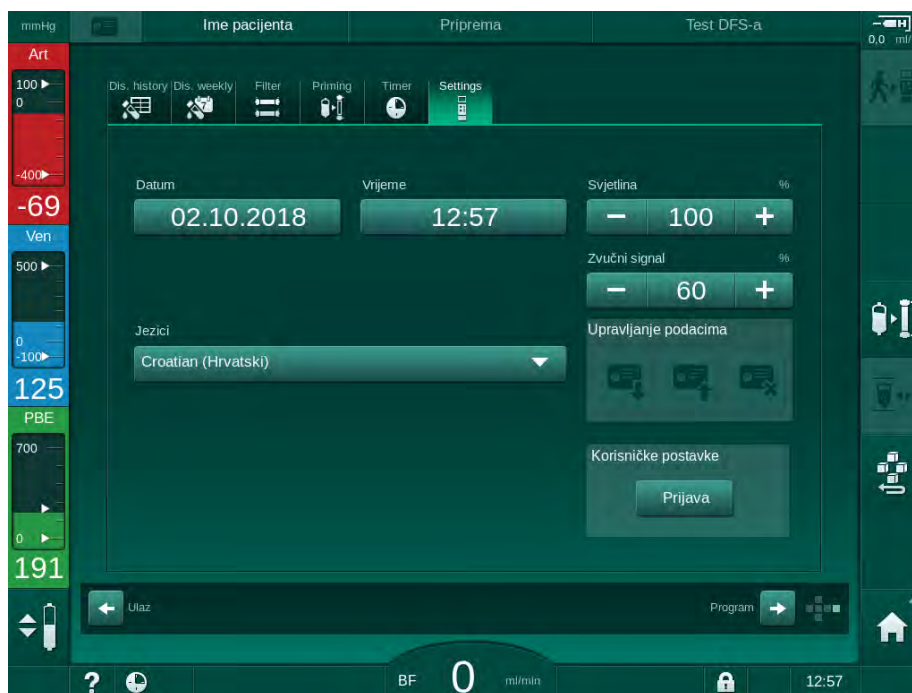 mmHg
Ime pacijenta
Priprema
Test DFS-a
0,0 ml/
Art
100
0
-400
-69
Ven
500
0
-100
125
PBE
700
0
191
Dis. history
Dis. weekly
Filter
Priming
Timer
Settings
Datum
Vrijeme
Svjetlina %
02.10.2018
12:57
− 100 +
Zvučni signal %
− 60 +
Jezici
Upravljanje podacima
Croatian (Hrvatski)
Korisničke postavke
Prijava
Ulaz
Program
? BF 0 ml/min 12:57